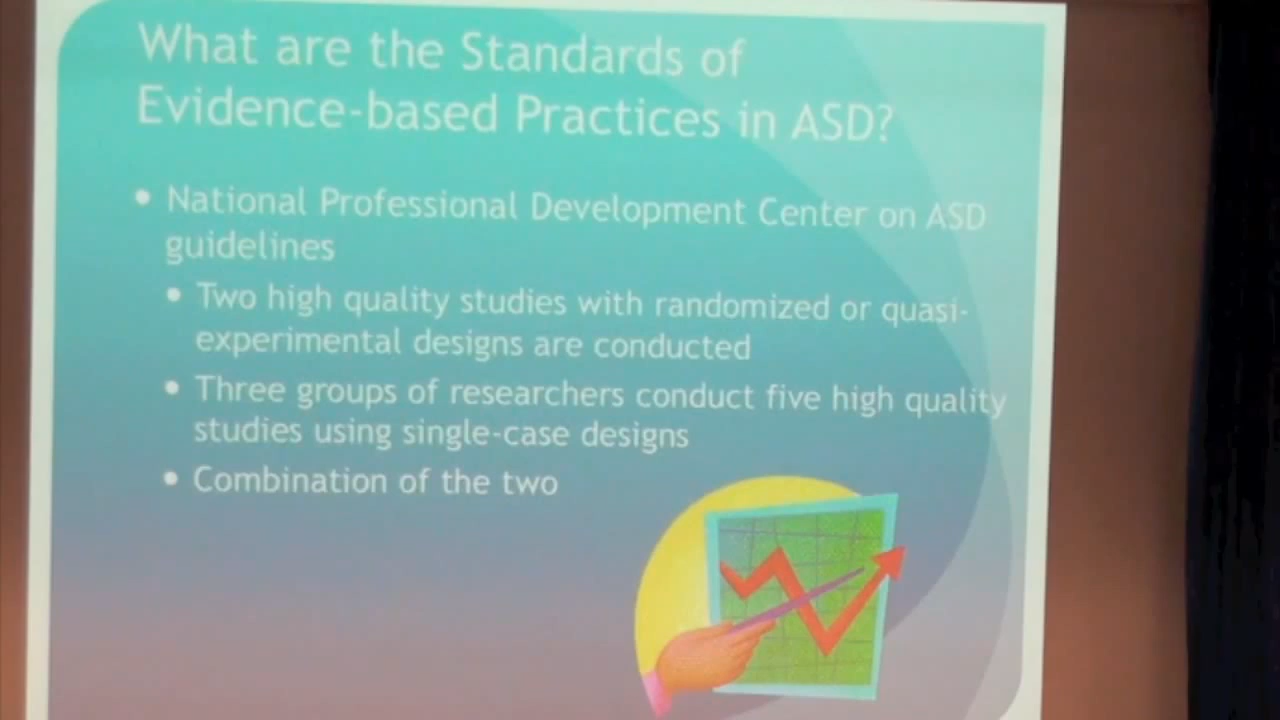 What are the Standards of
Evidence-based Practices in ASD?
• National Professional Development Center on ASD
guidelines
• Two high quality studies with randomized or quasi-
experimental designs are conducted
• Three groups of researchers conduct five high quality
studies using single-case designs
• Combination of the two